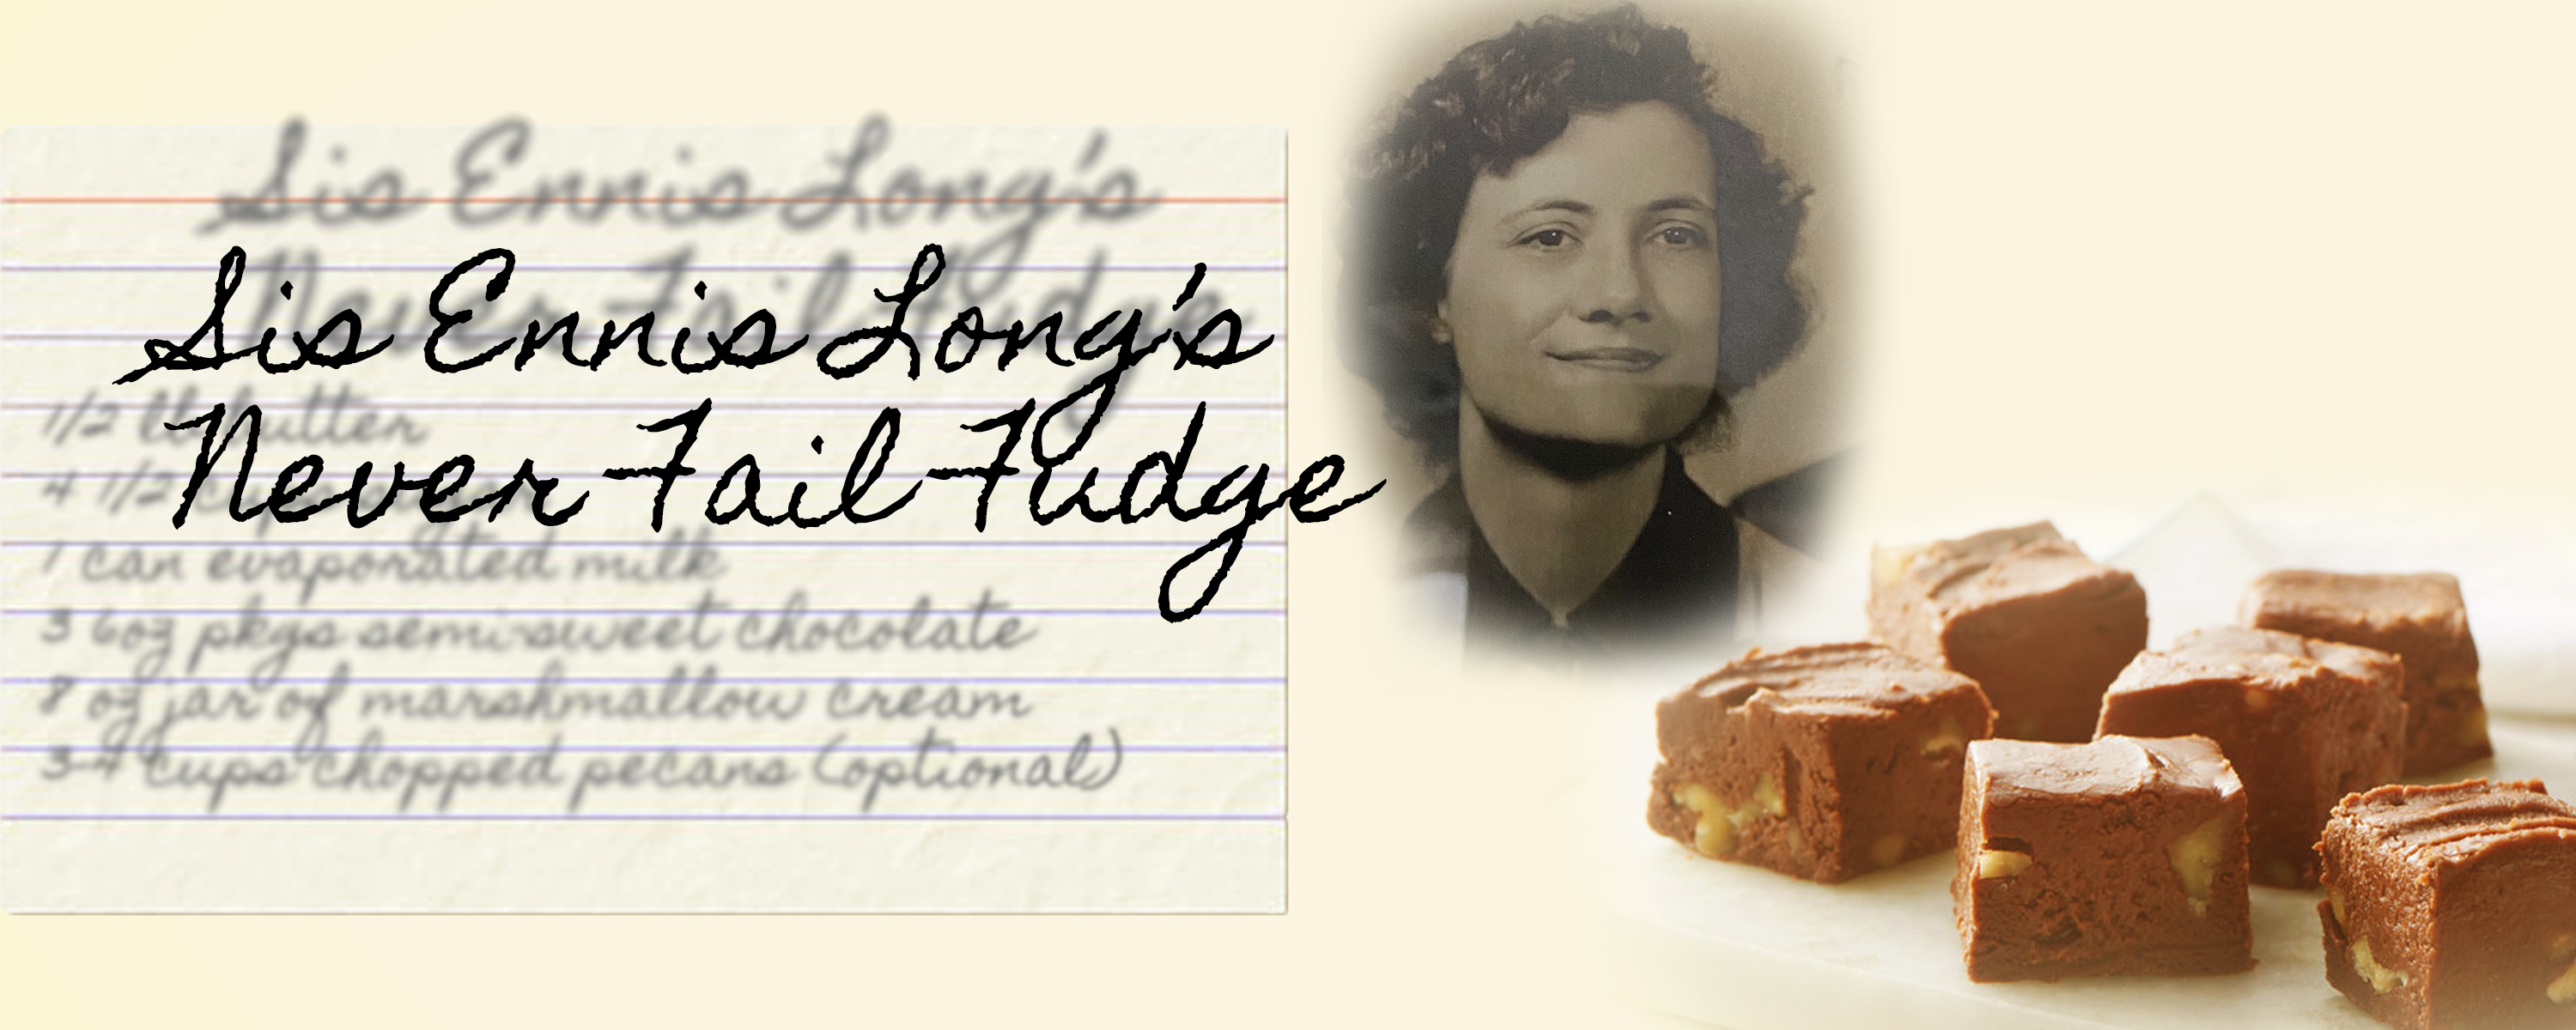 Sis Ennis Long's
Never Fail Fudge
Sis Ennis Long's
Never Fail Fudge
1/2 lb butter
4 1/2
1 can evaporated milk
3 6oz pkgs semi-sweet chocolate
8 oz jar of marshmallow cream
3-4 cups chopped pecans (optional)